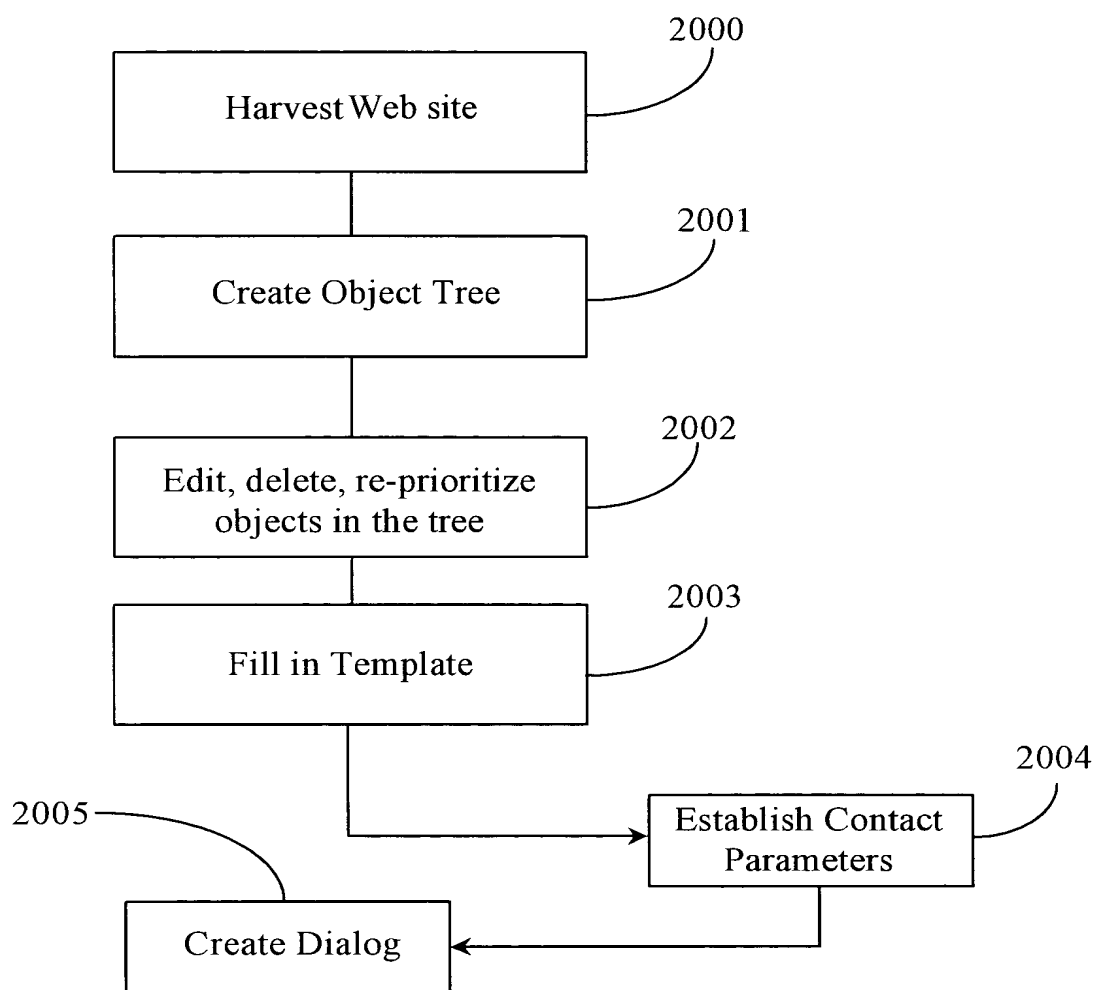 2000
Harvest Web site
2001
Create Object Tree
2002
Edit, delete, re-prioritize
objects in the tree
2003
Fill in Template
2004
Establish Contact
Parameters
2005
Create Dialog